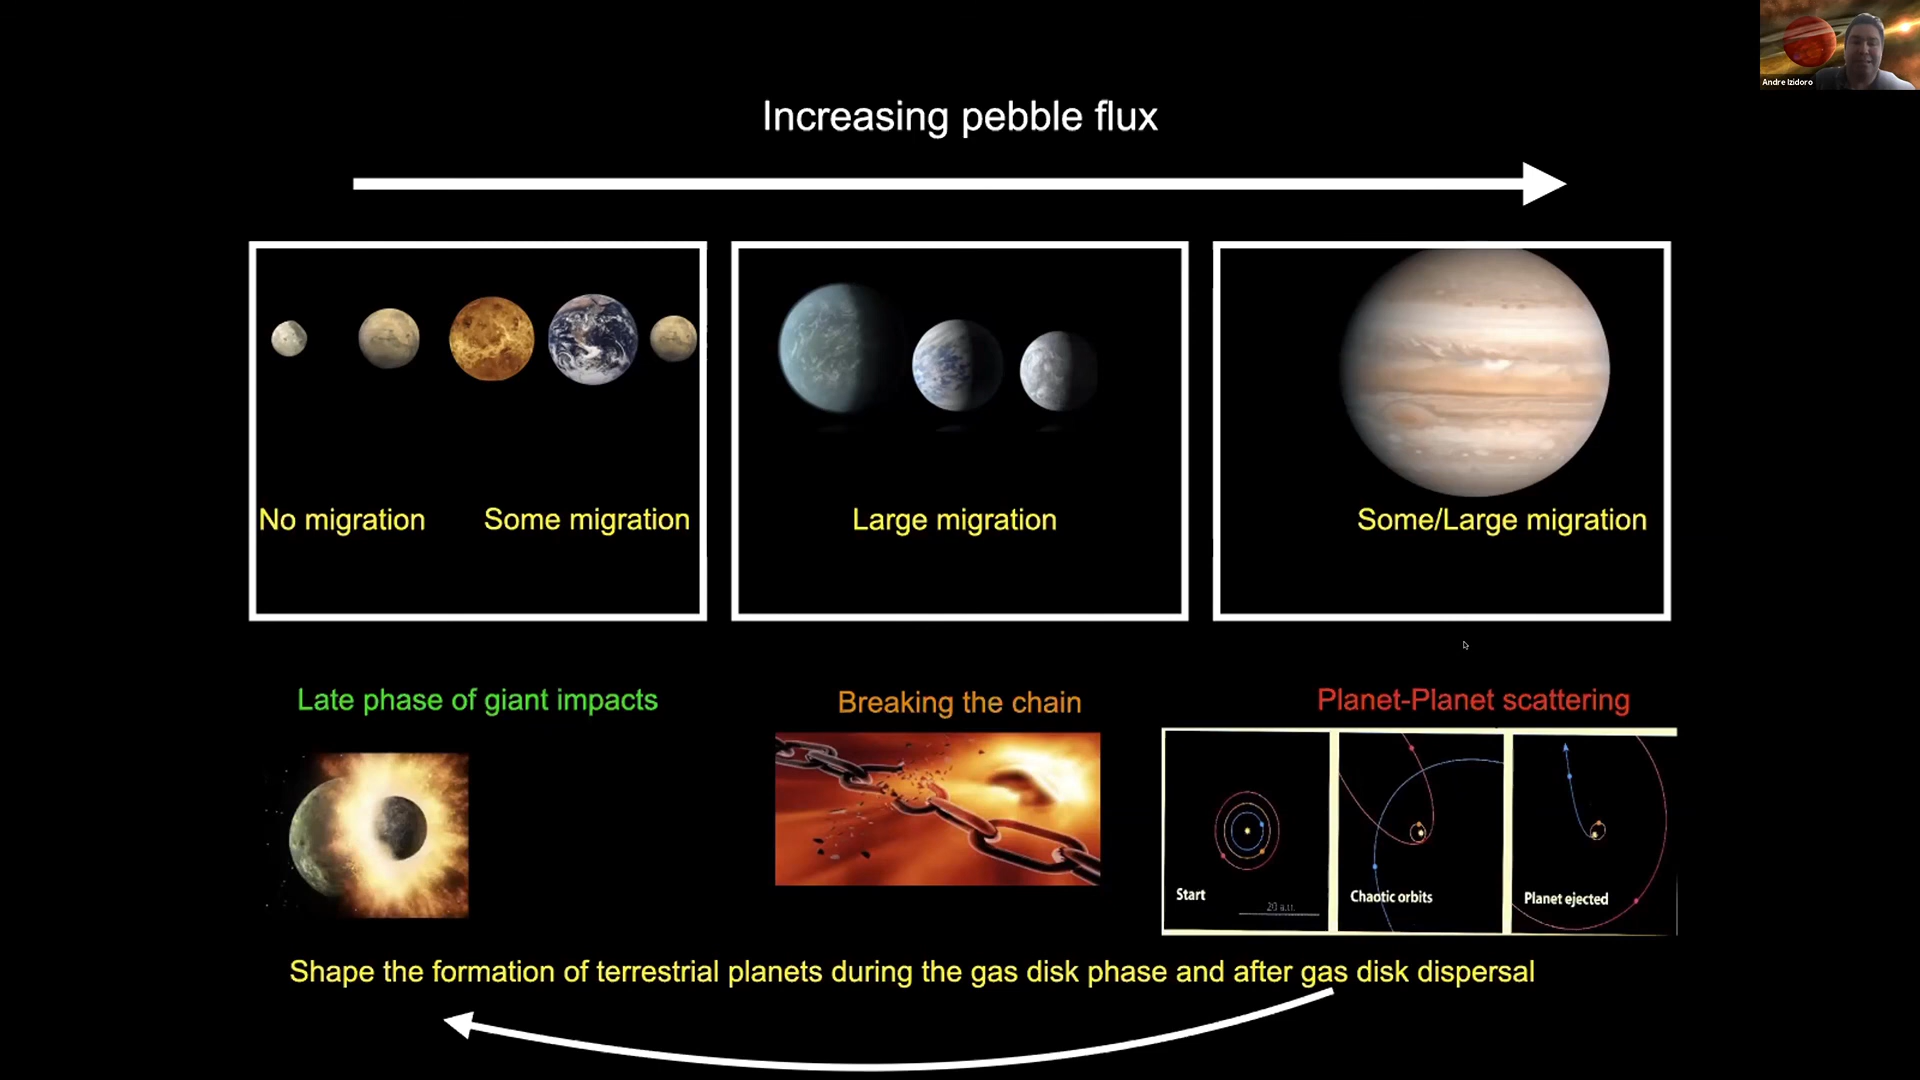 Andre Izidoro
Increasing pebble flux
No migration
Some migration
Large migration
Some/Large migration
Late phase of giant impacts
Breaking the chain
Planet-Planet scattering
Start
20 a.u.
Chaotic orbits
Planet ejected
Shape the formation of terrestrial planets during the gas disk phase and after gas disk dispersal